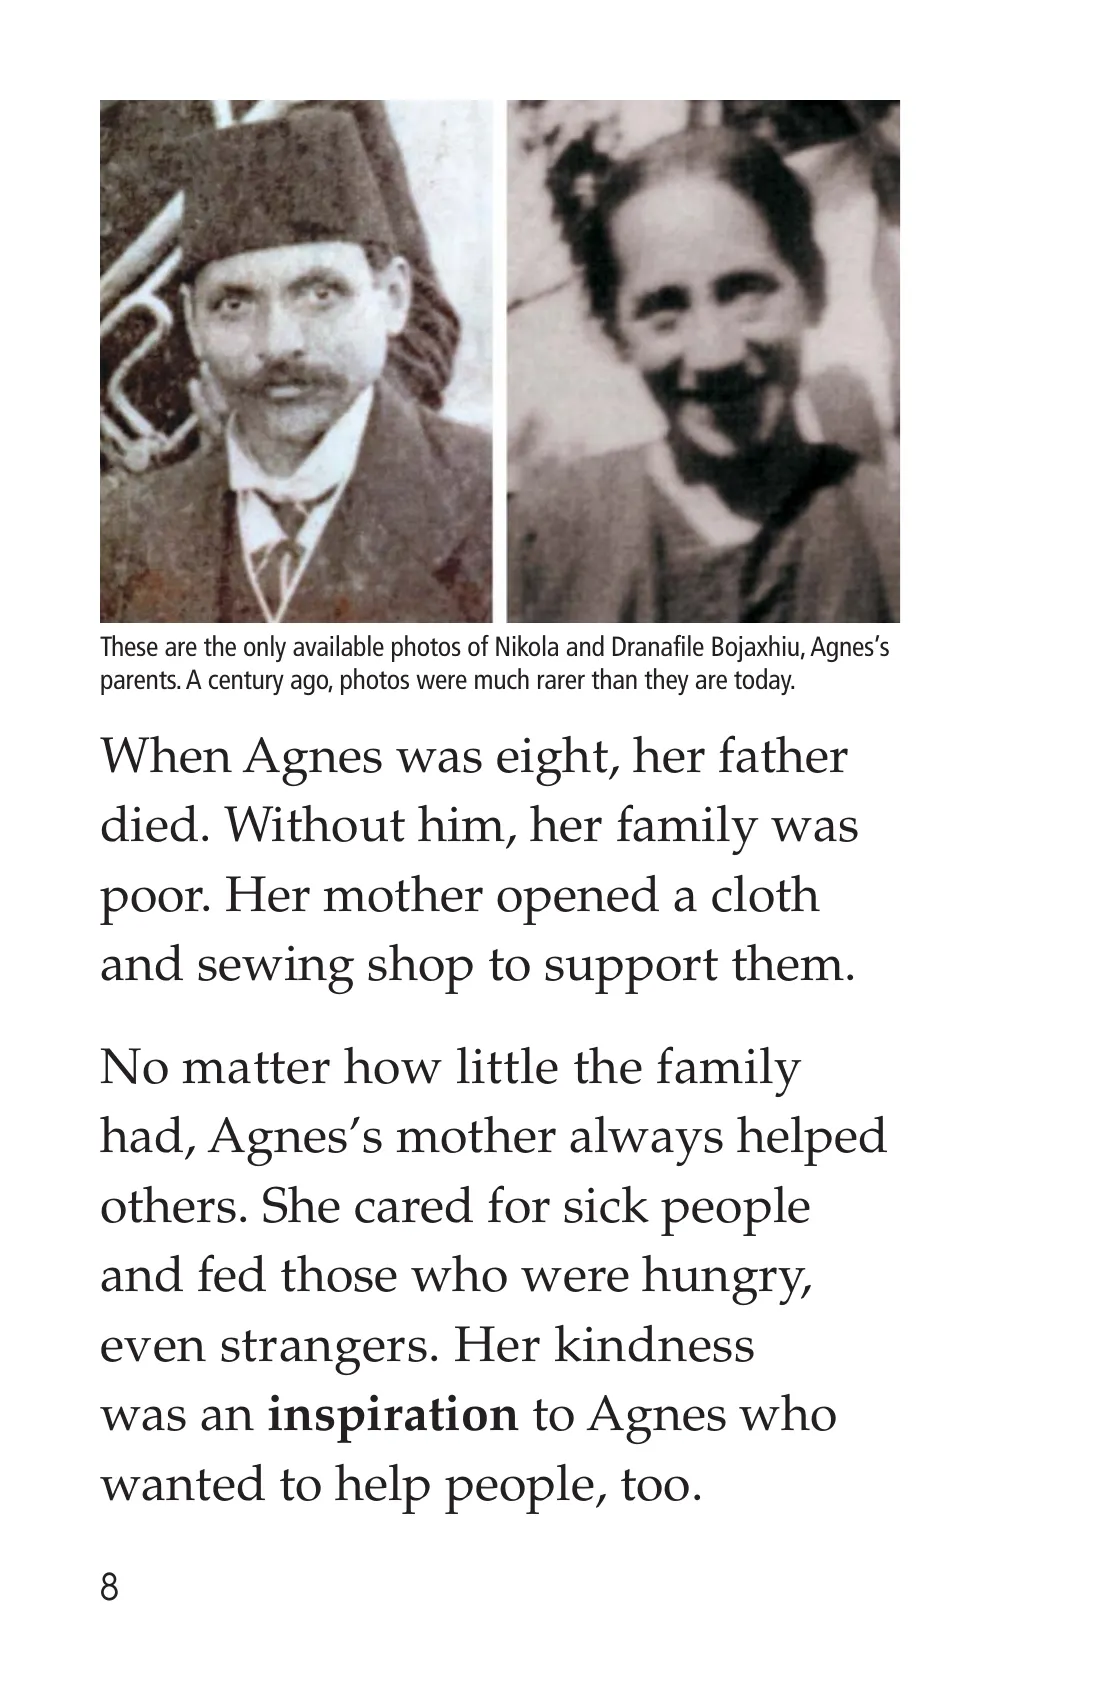 These are the only available photos of Nikola and Dranafile Bojaxhiu, Agnes’s
parents. A century ago, photos were much rarer than they are today.
When Agnes was eight, her father
died. Without him, her family was
poor. Her mother opened a cloth
and sewing shop to support them.
No matter how little the family
had, Agnes’s mother always helped
others. She cared for sick people
and fed those who were hungry,
even strangers. Her kindness
was an inspiration to Agnes who
wanted to help people, too.
8